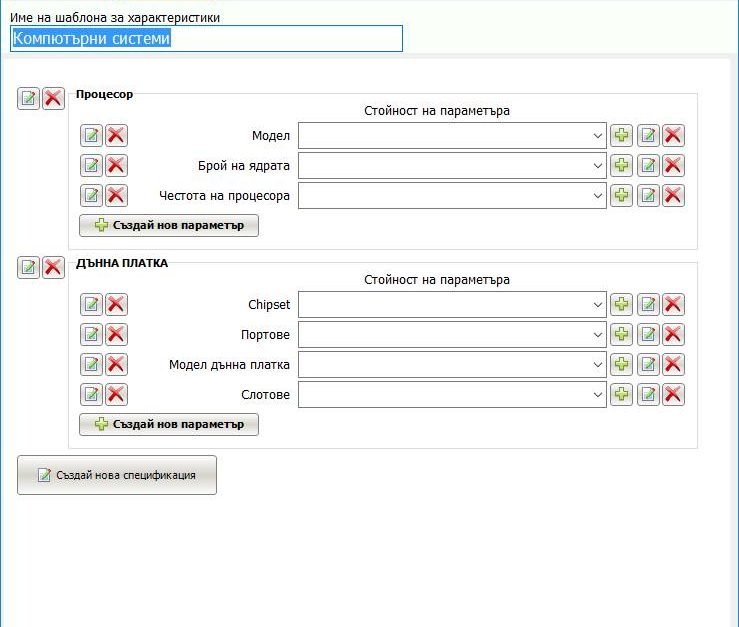 Име на шаблона за характеристики
Компютърни системи
Процесор
Стойност на параметъра
Модел
Брой на ядрата
Честота на процесора
Създай нов параметър
ДЪННА ПЛАТКА
Стойност на параметъра
Chipset
Портове
Модел дънна платка
Слотове
Създай нов параметър
Създай нова спецификация